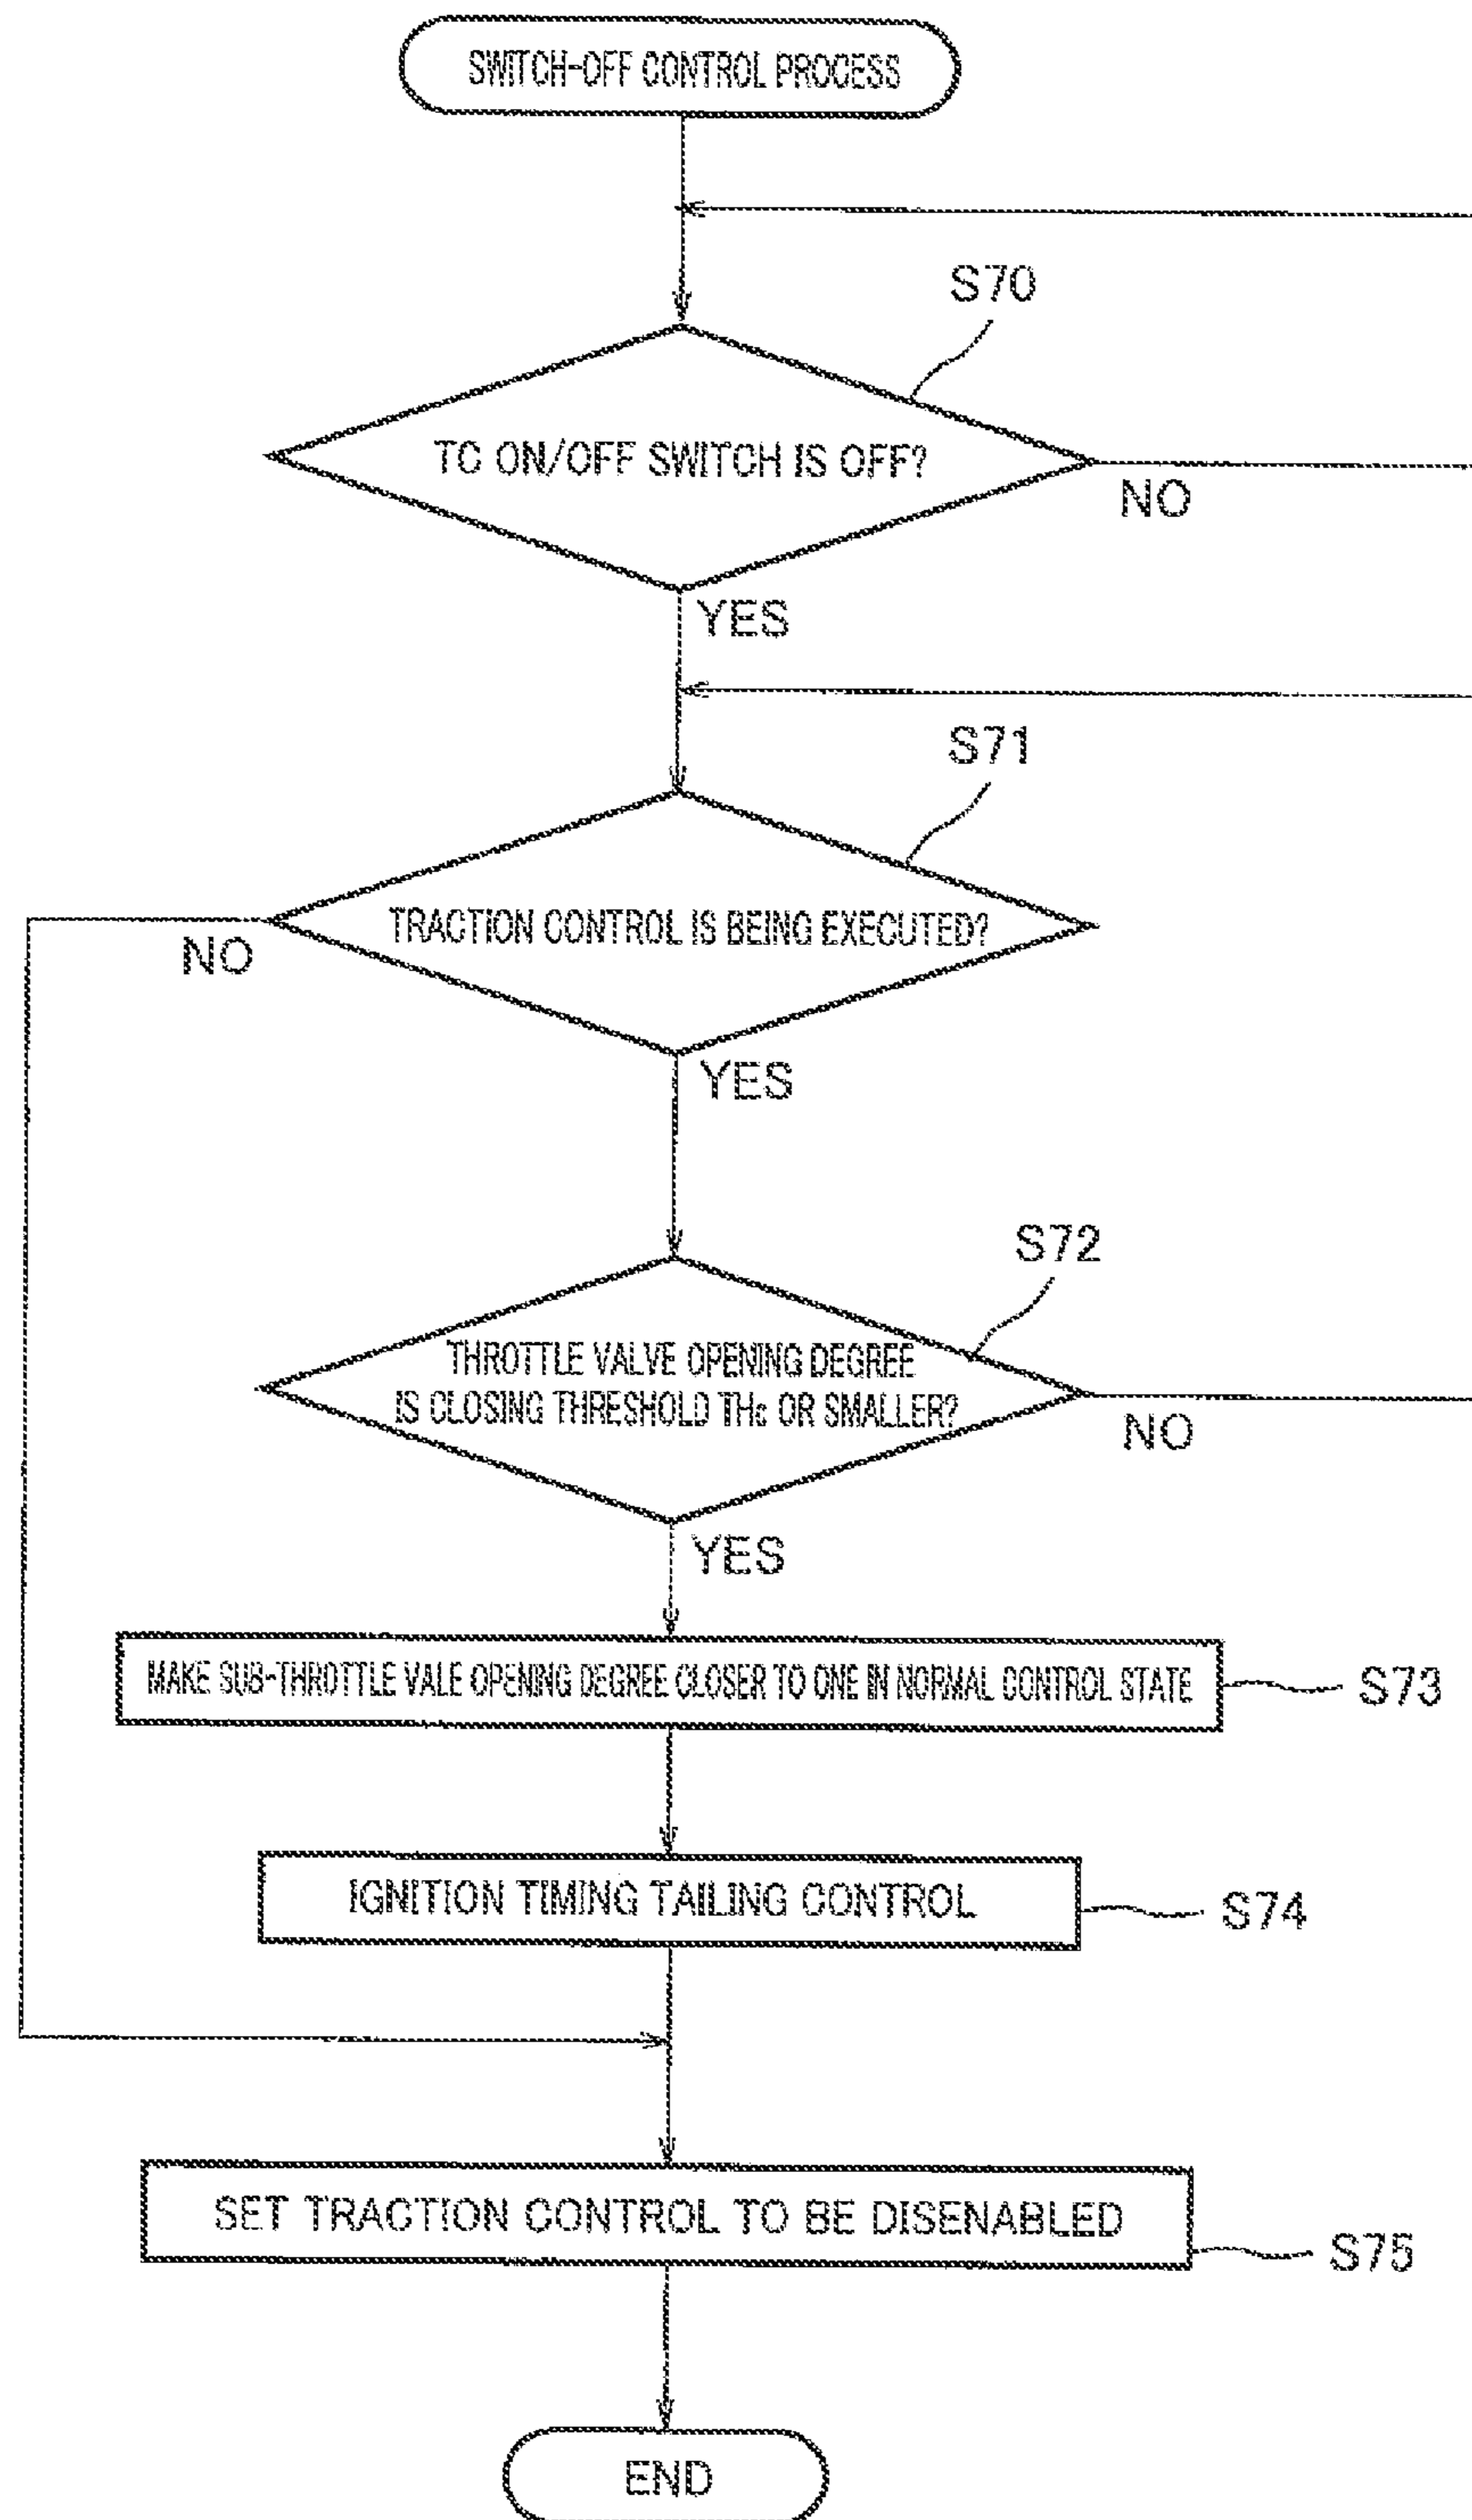 SWITCH-OFF CONTROL PROCESS
S70
TC ON/OFF SWITCH IS OFF?
NO
YES
S71
TRACTION CONTROL IS BEING EXECUTED?
NO
YES
S72
THROTTLE VALVE OPENING DEGREE
IS CLOSING THRESHOLD THc OR SMALLER?
NO
YES
MAKE SUB-THROTTLE VALE OPENING DEGREE CLOSER TO ONE IN NORMAL CONTROL STATE
S73
IGNITION TIMING TAILING CONTROL
S74
SET TRACTION CONTROL TO BE DISENABLED
S75
END